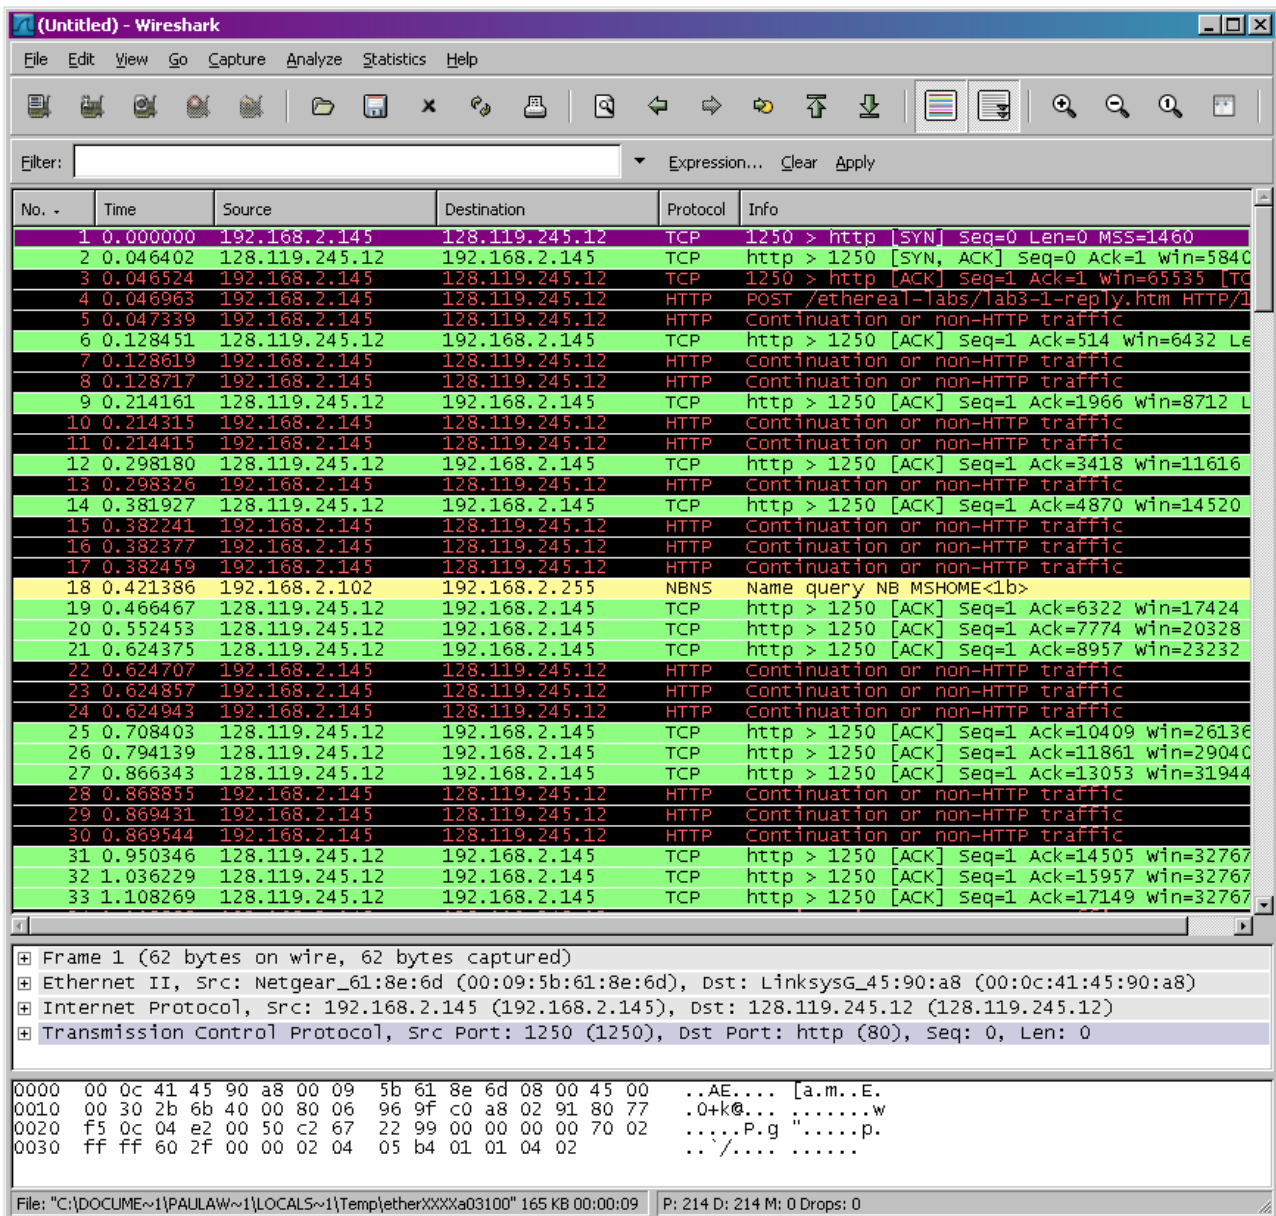 (Untitled) - Wireshark
File Edit View Go Capture Analyze Statistics Help
Filter: Expression... Clear Apply
No. Time Source Destination Protocol Info
1 0.000000 192.168.2.145 128.119.245.12 TCP 1250 > http [SYN] Seq=0 Len=0 MSS=1460
2 0.046402 128.119.245.12 192.168.2.145 TCP http > 1250 [SYN, ACK] Seq=0 Ack=1 Win=5840
3 0.046524 192.168.2.145 128.119.245.12 TCP 1250 > http [ACK] Seq=1 Ack=1 Win=65535 [TC
4 0.046963 192.168.2.145 128.119.245.12 HTTP POST /ethereal-labs/lab3-1-reply.htm HTTP/1
5 0.047339 192.168.2.145 128.119.245.12 HTTP Continuation or non-HTTP traffic
6 0.128451 128.119.245.12 192.168.2.145 TCP http > 1250 [ACK] Seq=1 Ack=514 Win=6432 Le
7 0.128619 192.168.2.145 128.119.245.12 HTTP Continuation or non-HTTP traffic
8 0.128717 192.168.2.145 128.119.245.12 HTTP Continuation or non-HTTP traffic
9 0.214161 128.119.245.12 192.168.2.145 TCP http > 1250 [ACK] Seq=1 Ack=1966 Win=8712 L
10 0.214315 192.168.2.145 128.119.245.12 HTTP Continuation or non-HTTP traffic
11 0.214415 192.168.2.145 128.119.245.12 HTTP Continuation or non-HTTP traffic
12 0.298180 128.119.245.12 192.168.2.145 TCP http > 1250 [ACK] Seq=1 Ack=3418 Win=11616
13 0.298326 192.168.2.145 128.119.245.12 HTTP Continuation or non-HTTP traffic
14 0.381927 128.119.245.12 192.168.2.145 TCP http > 1250 [ACK] Seq=1 Ack=4870 Win=14520
15 0.382241 192.168.2.145 128.119.245.12 HTTP Continuation or non-HTTP traffic
16 0.382377 192.168.2.145 128.119.245.12 HTTP Continuation or non-HTTP traffic
17 0.382459 192.168.2.145 128.119.245.12 HTTP Continuation or non-HTTP traffic
18 0.421386 192.168.2.102 192.168.2.255 NBNS Name query NB MSHOME<1b>
19 0.466467 128.119.245.12 192.168.2.145 TCP http > 1250 [ACK] Seq=1 Ack=6322 Win=17424
20 0.552453 128.119.245.12 192.168.2.145 TCP http > 1250 [ACK] Seq=1 Ack=7774 Win=20328
21 0.624375 128.119.245.12 192.168.2.145 TCP http > 1250 [ACK] Seq=1 Ack=8957 Win=23232
22 0.624707 192.168.2.145 128.119.245.12 HTTP Continuation or non-HTTP traffic
23 0.624857 192.168.2.145 128.119.245.12 HTTP Continuation or non-HTTP traffic
24 0.624943 192.168.2.145 128.119.245.12 HTTP Continuation or non-HTTP traffic
25 0.708403 128.119.245.12 192.168.2.145 TCP http > 1250 [ACK] Seq=1 Ack=10409 Win=26136
26 0.794139 128.119.245.12 192.168.2.145 TCP http > 1250 [ACK] Seq=1 Ack=11861 Win=29040
27 0.866343 128.119.245.12 192.168.2.145 TCP http > 1250 [ACK] Seq=1 Ack=13053 Win=31944
28 0.868855 192.168.2.145 128.119.245.12 HTTP Continuation or non-HTTP traffic
29 0.869431 192.168.2.145 128.119.245.12 HTTP Continuation or non-HTTP traffic
30 0.869544 192.168.2.145 128.119.245.12 HTTP Continuation or non-HTTP traffic
31 0.950346 128.119.245.12 192.168.2.145 TCP http > 1250 [ACK] Seq=1 Ack=14505 Win=32767
32 1.036229 128.119.245.12 192.168.2.145 TCP http > 1250 [ACK] Seq=1 Ack=15957 Win=32767
33 1.108269 128.119.245.12 192.168.2.145 TCP http > 1250 [ACK] Seq=1 Ack=17149 Win=32767
Frame 1 (62 bytes on wire, 62 bytes captured)
Ethernet II, Src: Netgear_61:8e:6d (00:09:5b:61:8e:6d), Dst: LinksysG_45:90:a8 (00:0c:41:45:90:a8)
Internet Protocol, Src: 192.168.2.145 (192.168.2.145), Dst: 128.119.245.12 (128.119.245.12)
Transmission Control Protocol, Src Port: 1250 (1250), Dst Port: http (80), Seq: 0, Len: 0
0000 00 0c 41 45 90 a8 00 09 5b 61 8e 6d 08 00 45 00 ..AE.... [a.m..E.
0010 00 30 2b 6b 40 00 80 06 96 9f c0 a8 02 91 80 77 .0+k@... .......w
0020 f5 0c 04 e2 00 50 c2 67 22 99 00 00 00 00 70 02 .....P.g ".....p.
0030 ff ff 60 2f 00 00 02 04 05 b4 01 01 04 02 ..`/.... ......
File: "C:\DOCUME~1\PAULAW~1\LOCALS~1\Temp\etherXXXXa03100" 165 KB 00:00:09 P: 214 D: 214 M: 0 Drops: 0